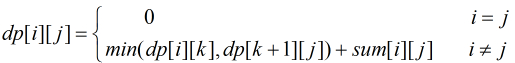 dp[i][j] = { 0 i = j
min(dp[i][k], dp[k+1][j]) + sum[i][j] i ≠ j